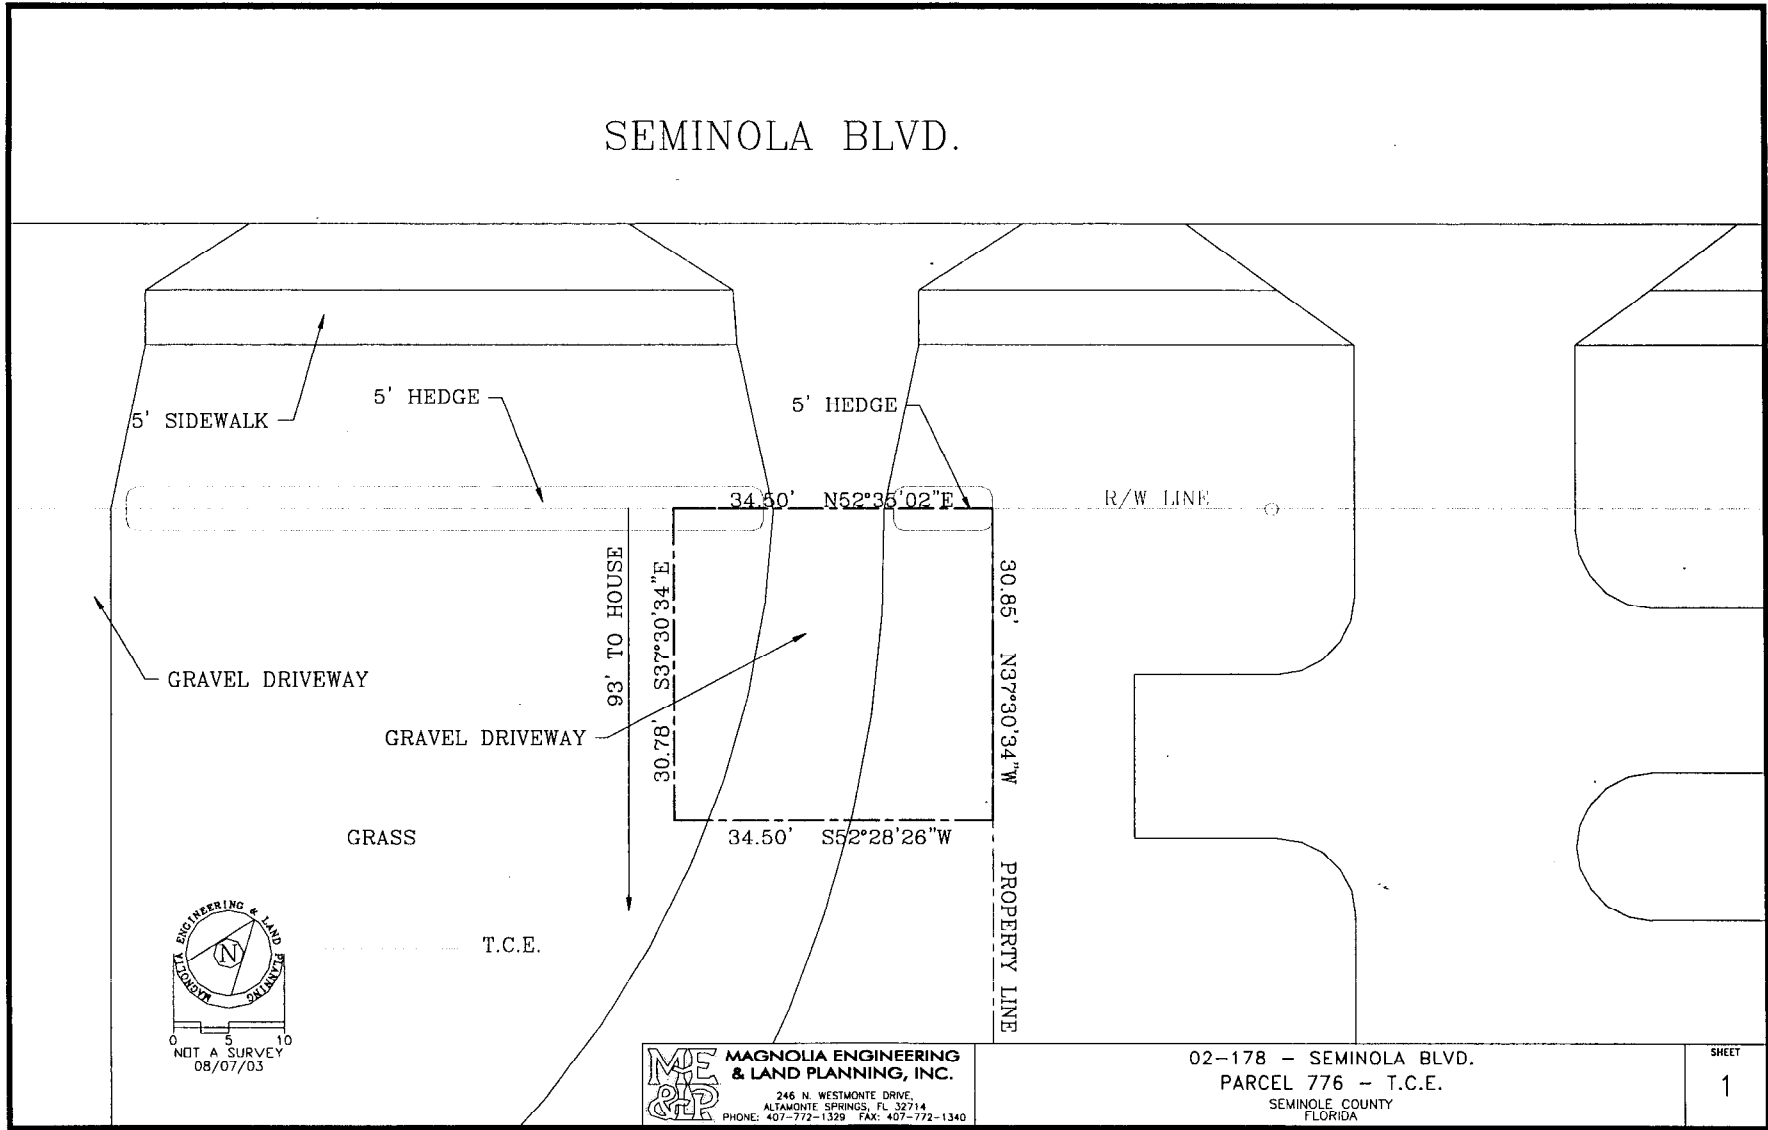 SEMINOLA BLVD.
5' HEDGE
5' HEDGE
5' SIDEWALK
34.50' N52°35'02"E
R/W LINE
93' TO HOUSE
30.78' S37°30'34"E
30.85' N37°30'34"W
GRAVEL DRIVEWAY
GRAVEL DRIVEWAY
34.50' S52°28'26"W
GRASS
PROPERTY LINE
MAGNOLIA ENGINEERING & LAND PLANNING
N
T.C.E.
0 5 10
NOT A SURVEY
08/07/03
ME
&LP
MAGNOLIA ENGINEERING
& LAND PLANNING, INC.
246 N. WESTMONTE DRIVE,
ALTAMONTE SPRINGS, FL 32714
PHONE: 407-772-1329 FAX: 407-772-1340
02-178 - SEMINOLA BLVD.
PARCEL 776 - T.C.E.
SEMINOLE COUNTY
FLORIDA
SHEET
1